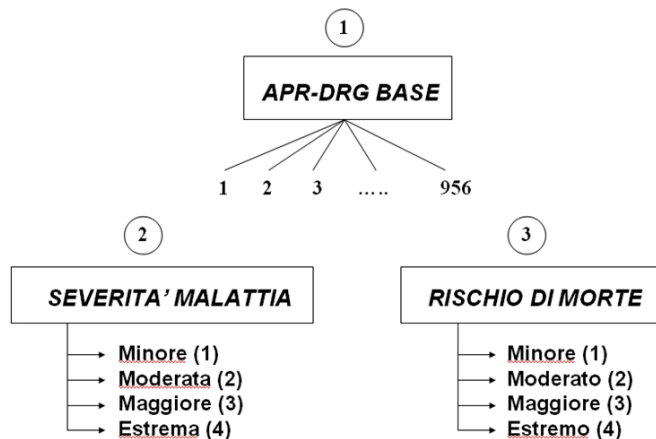 1
APR-DRG BASE
1 2 3 ..... 956
2
SEVERITA' MALATTIA
Minore (1)
Moderata (2)
Maggiore (3)
Estrema (4)
3
RISCHIO DI MORTE
Minore (1)
Moderato (2)
Maggiore (3)
Estremo (4)